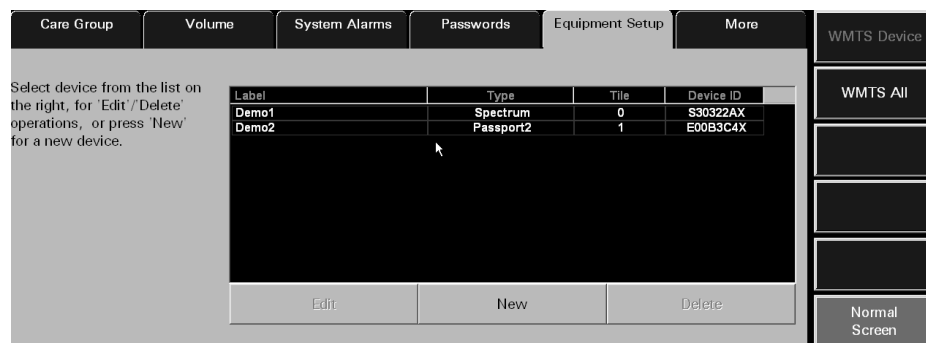 Care Group Volume System Alarms Passwords Equipment Setup More
WMTS Device
Select device from the list on
the right, for 'Edit'/'Delete'
operations, or press 'New'
for a new device.
Label Type Tile Device ID
Demo1 Spectrum 0 S30322AX
Demo2 Passport2 1 E00B3C4X
Edit New Delete
WMTS All
Normal
Screen